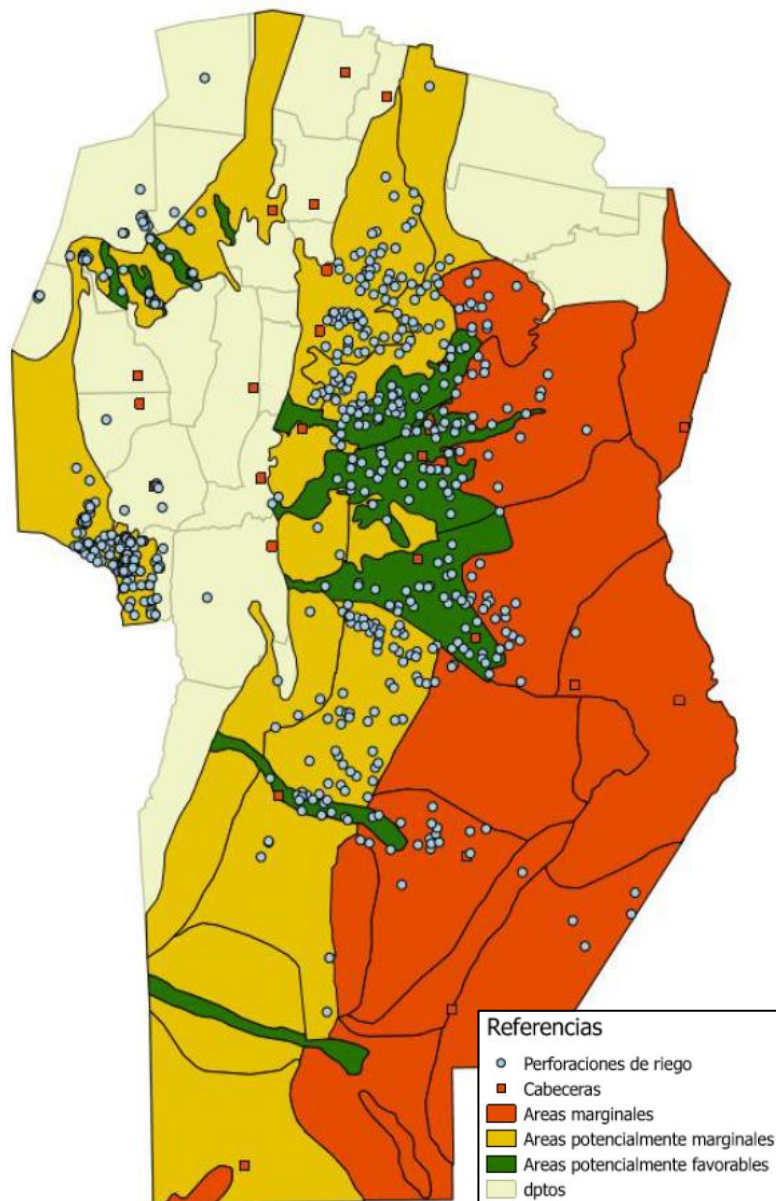 Referencias
Perforaciones de riego
Cabeceras
Areas marginales
Areas potencialmente marginales
Areas potencialmente favorables
dptos